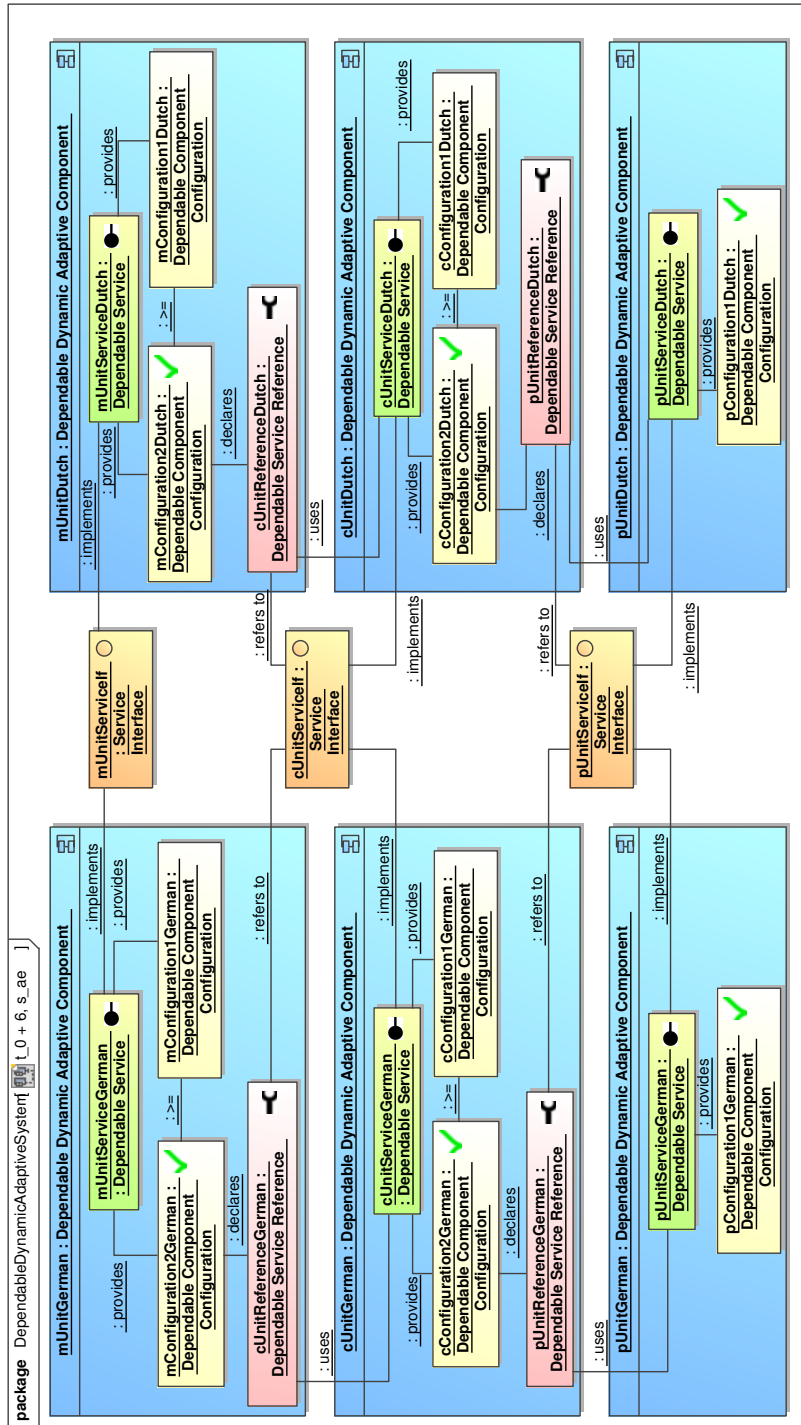 package DependableDynamicAdaptiveSystem[ t_0 + 6, s_ae ]
mUnitGerman : Dependable Dynamic Adaptive Component
mUnitServiceGerman
: Dependable Service
: implements
: provides
: provides
mConfiguration2German :
Dependable Component
Configuration
: >=
mConfiguration1German :
Dependable Component
Configuration
: declares
cUnitReferenceGerman :
Dependable Service Reference
: refers to
: uses
cUnitGerman : Dependable Dynamic Adaptive Component
cUnitServiceGerman
: Dependable Service
: implements
: provides
: provides
cConfiguration2German :
Dependable Component
Configuration
: >=
cConfiguration1German :
Dependable Component
Configuration
: declares
pUnitReferenceGerman :
Dependable Service Reference
: refers to
: uses
pUnitGerman : Dependable Dynamic Adaptive Component
pUnitServiceGerman :
Dependable Service
: implements
: provides
pConfiguration1German :
Dependable Component
Configuration
mUnitServiceIf
: Service
Interface
cUnitServiceIf :
Service
Interface
pUnitServiceIf :
Service
Interface
mUnitDutch : Dependable Dynamic Adaptive Component
: implements
mUnitServiceDutch :
Dependable Service
: provides
: provides
mConfiguration2Dutch :
Dependable Component
Configuration
: >=
mConfiguration1Dutch :
Dependable Component
Configuration
: declares
cUnitReferenceDutch :
Dependable Service Reference
: refers to
: uses
cUnitDutch : Dependable Dynamic Adaptive Component
cUnitServiceDutch :
Dependable Service
: implements
: provides
: provides
cConfiguration2Dutch :
Dependable Component
Configuration
: >=
cConfiguration1Dutch :
Dependable Component
Configuration
: declares
pUnitReferenceDutch :
Dependable Service Reference
: refers to
: uses
pUnitDutch : Dependable Dynamic Adaptive Component
pUnitServiceDutch :
Dependable Service
: implements
: provides
pConfiguration1Dutch :
Dependable Component
Configuration